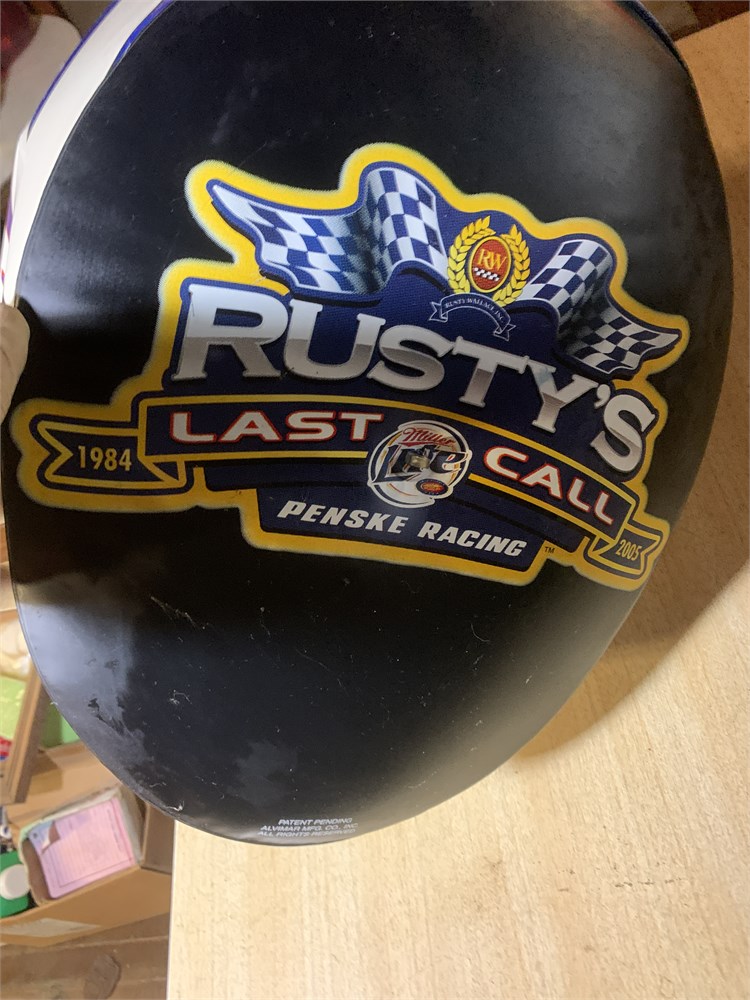 RW
RUSTY WALLACE, INC.
RUSTY'S
LAST CALL
Miller
1984
PENSKE RACING
TM
2005
PATENT PENDING
ALVIMAR MFG. CO., INC.
ALL RIGHTS RESERVED